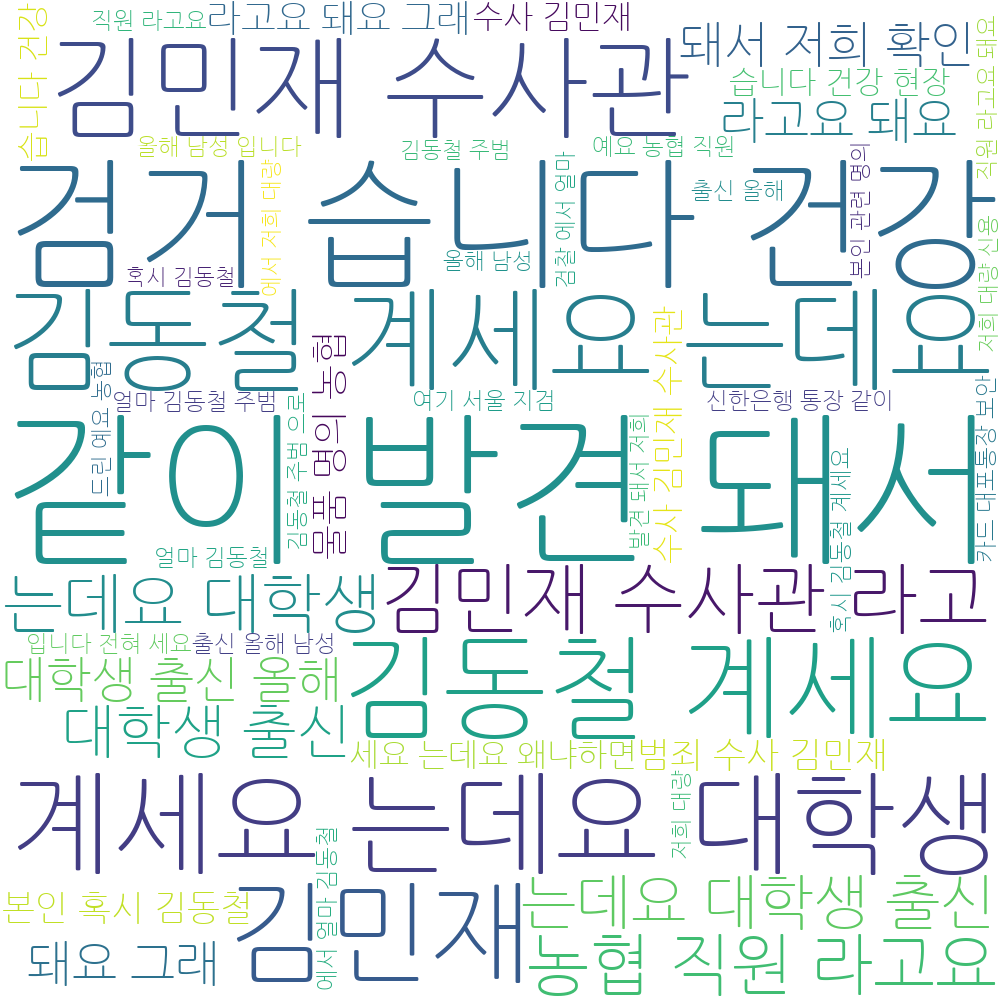 직원 라고요
라고요 돼요 그래
수사 김민재
습니다 건강
김민재 수사관
돼서 저희 확인
습니다 건강 현장
라고요 돼요
직원 라고요 돼요
올해 남성 입니다
김동철 주범
예요 농협 직원
검거 습니다 건강
에서 저희 대량
검찰 에서 얼마
출신 올해
본인 관련 명의
혹시 김동철
올해 남성
저희 대량 신용
김동철 계세요 는데요
드린 예요 농협
얼마 김동철 주범
물품 명의 농협
여기 서울 지검
수사 김민재 수사관
신한은행 통장 같이
카드 대포통장 보안
김동철 주범 으로
같이 발견 돼서
발견 돼서 저희
혹시 김동철 계세요
얼마 김동철
는데요 대학생
김민재 수사관 라고
입니다 전혀 세요
출신 올해 남성
대학생 출신 올해
김동철 계세요
대학생 출신
세요 는데요 왜냐하면
범죄 수사 김민재
계세요 는데요 대학생
저희 대량
에서 얼마 김동철
본인 혹시 김동철
김민재
는데요 대학생 출신
돼요 그래
농협 직원 라고요